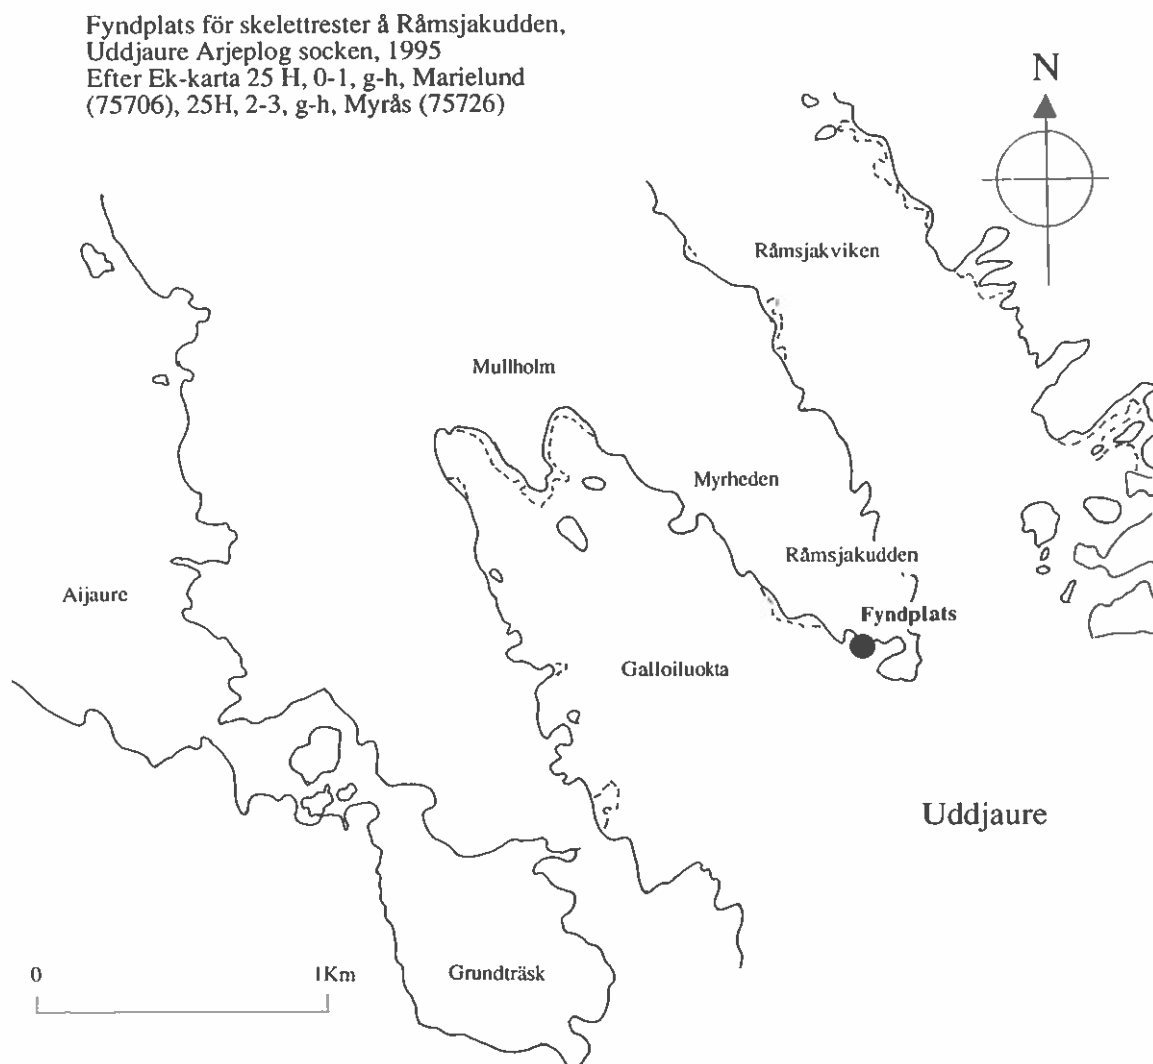 Fyndplats för skelettrester å Råmsjakudden,
Uddjaure Arjeplog socken, 1995
Efter Ek-karta 25 H, 0-1, g-h, Marielund
(75706), 25H, 2-3, g-h, Myrås (75726)
N
Råmsjakviken
Mullholm
Myrheden
Råmsjakudden
Aijaure
Fyndplats
Galloiluokta
Uddjaure
Grundträsk
0 1Km